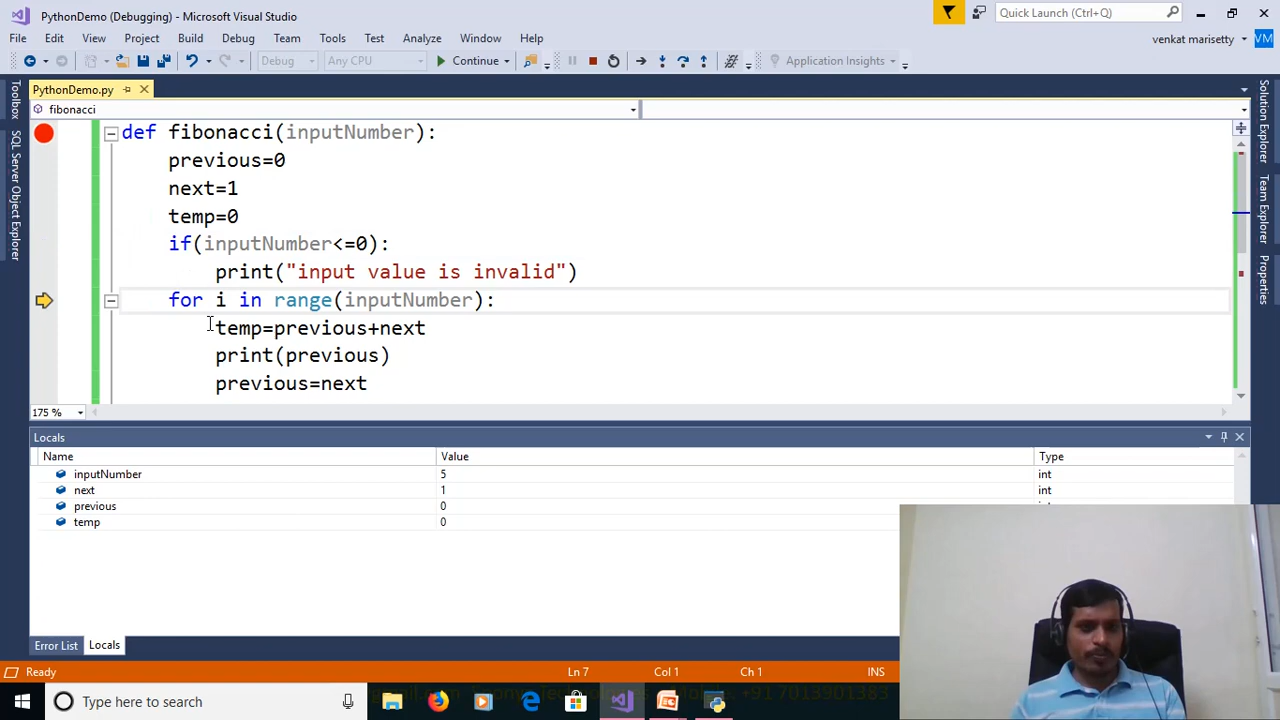 PythonDemo (Debugging) - Microsoft Visual Studio
Quick Launch (Ctrl+Q)
File Edit View Project Build Debug Team Tools Test Analyze Window Help
venkat marisetty
VM
Debug Any CPU Continue Application Insights
PythonDemo.py
fibonacci
Toolbox
SQL Server Object Explorer
Solution Explorer
Team Explorer
Properties
def fibonacci(inputNumber):
previous=0
next=1
temp=0
if(inputNumber<=0):
print("input value is invalid")
for i in range(inputNumber):
temp=previous+next
print(previous)
previous=next
175 %
Locals
Name Value Type
inputNumber 5 int
next 1 int
previous 0
temp 0
Error List Locals
Ready Ln 7 Col 1 Ch 1 INS
Type here to search